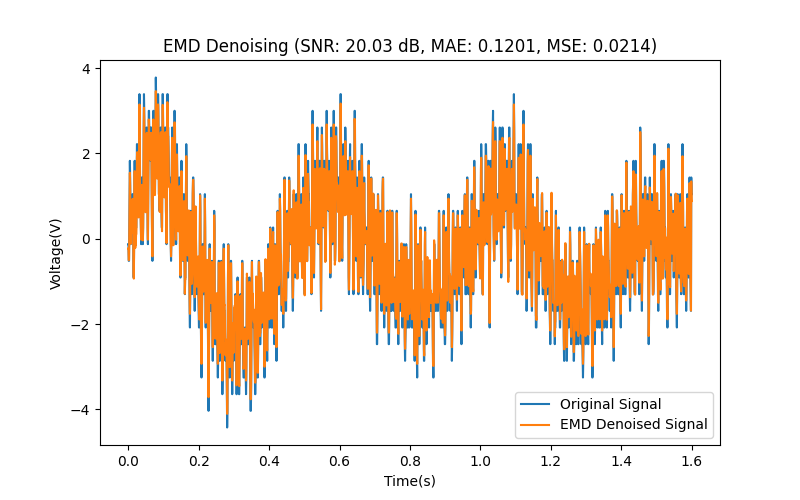 EMD Denoising (SNR: 20.03 dB, MAE: 0.1201, MSE: 0.0214)
4
2
0
−2
−4
Voltage(V)
Original Signal
EMD Denoised Signal
0.0 0.2 0.4 0.6 0.8 1.0 1.2 1.4 1.6
Time(s)